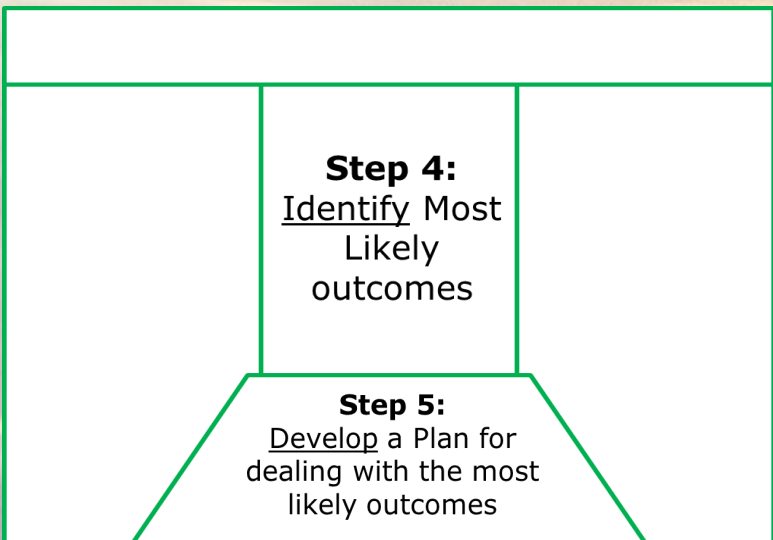 Step 4:
Identify Most
Likely
outcomes
Step 5:
Develop a Plan for
dealing with the most
likely outcomes